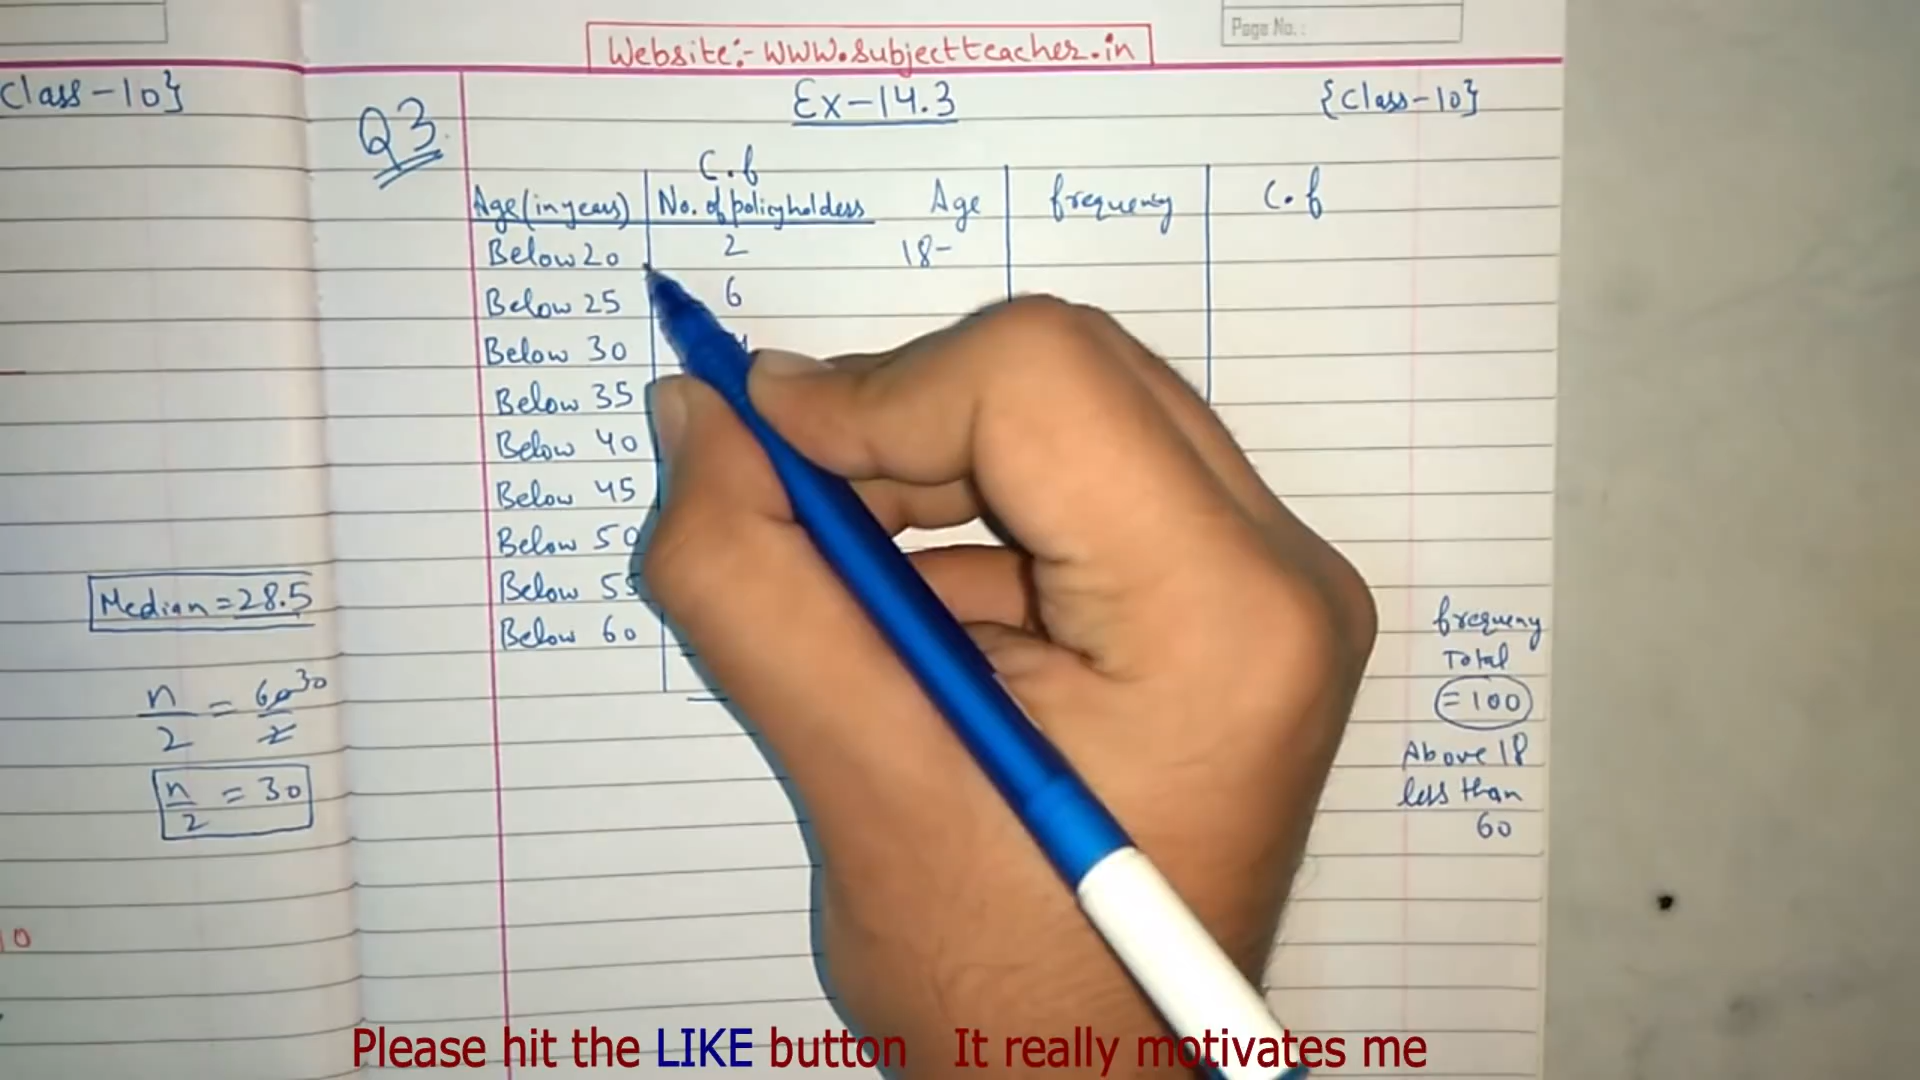 Page No. :
Website:- www.subjectteacher.in
Class-10}
Q3.
Ex-14.3
{Class-10}
C.f
Age(in years) No. of policyholders Age frequency C.f
Below 20 2 18-
Below 25 6
Below 30
Below 35
Below 40
Below 45
Below 50
Below 55
Below 60
Median = 28.5
n/2 = 60/2 30
n/2 = 30
10
frequeny
Total
= 100
Above 18
less than
60
Please hit the LIKE button It really motivates me